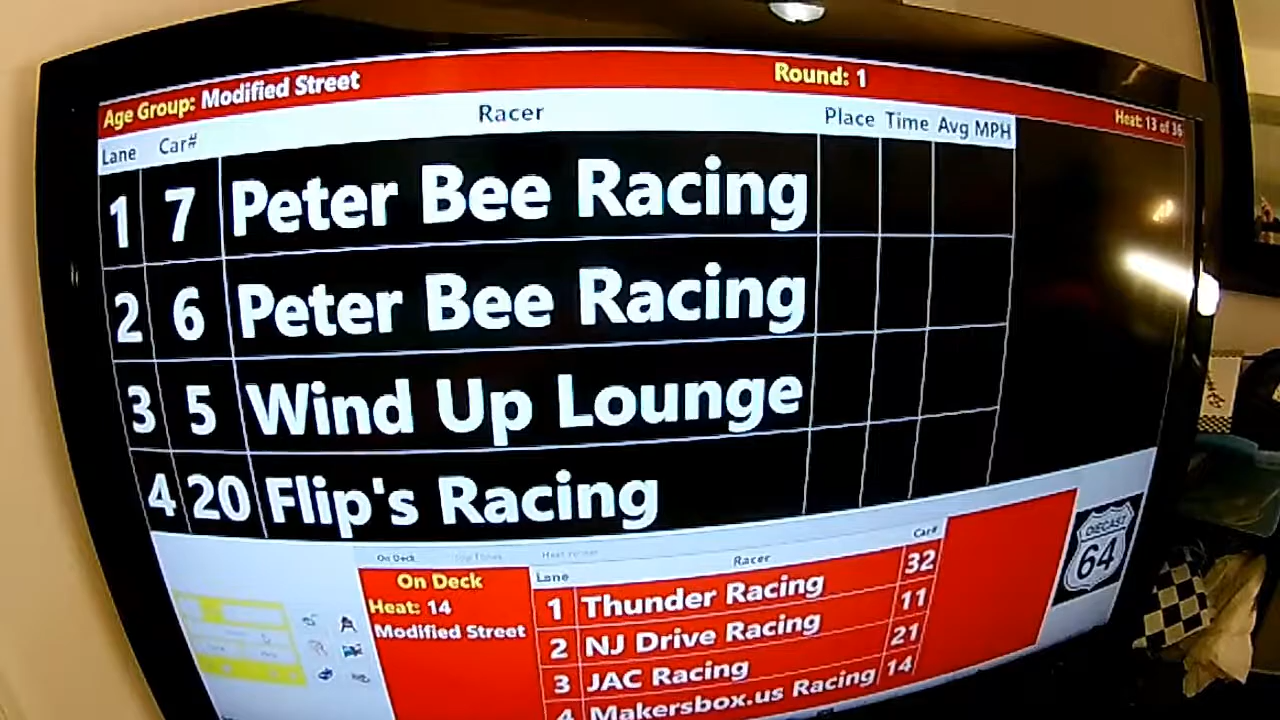 Age Group: Modified Street Round: 1 Heat: 13 of 36
Lane Car# Racer Place Time Avg MPH
1 7 Peter Bee Racing
2 6 Peter Bee Racing
3 5 Wind Up Lounge
4 20 Flip's Racing
On Deck
Lane Racer Car#
On Deck
Heat: 14
Modified Street
1 Thunder Racing 32
2 NJ Drive Racing 11
3 JAC Racing 21
4 Makersbox.us Racing 14
DIECAST
64